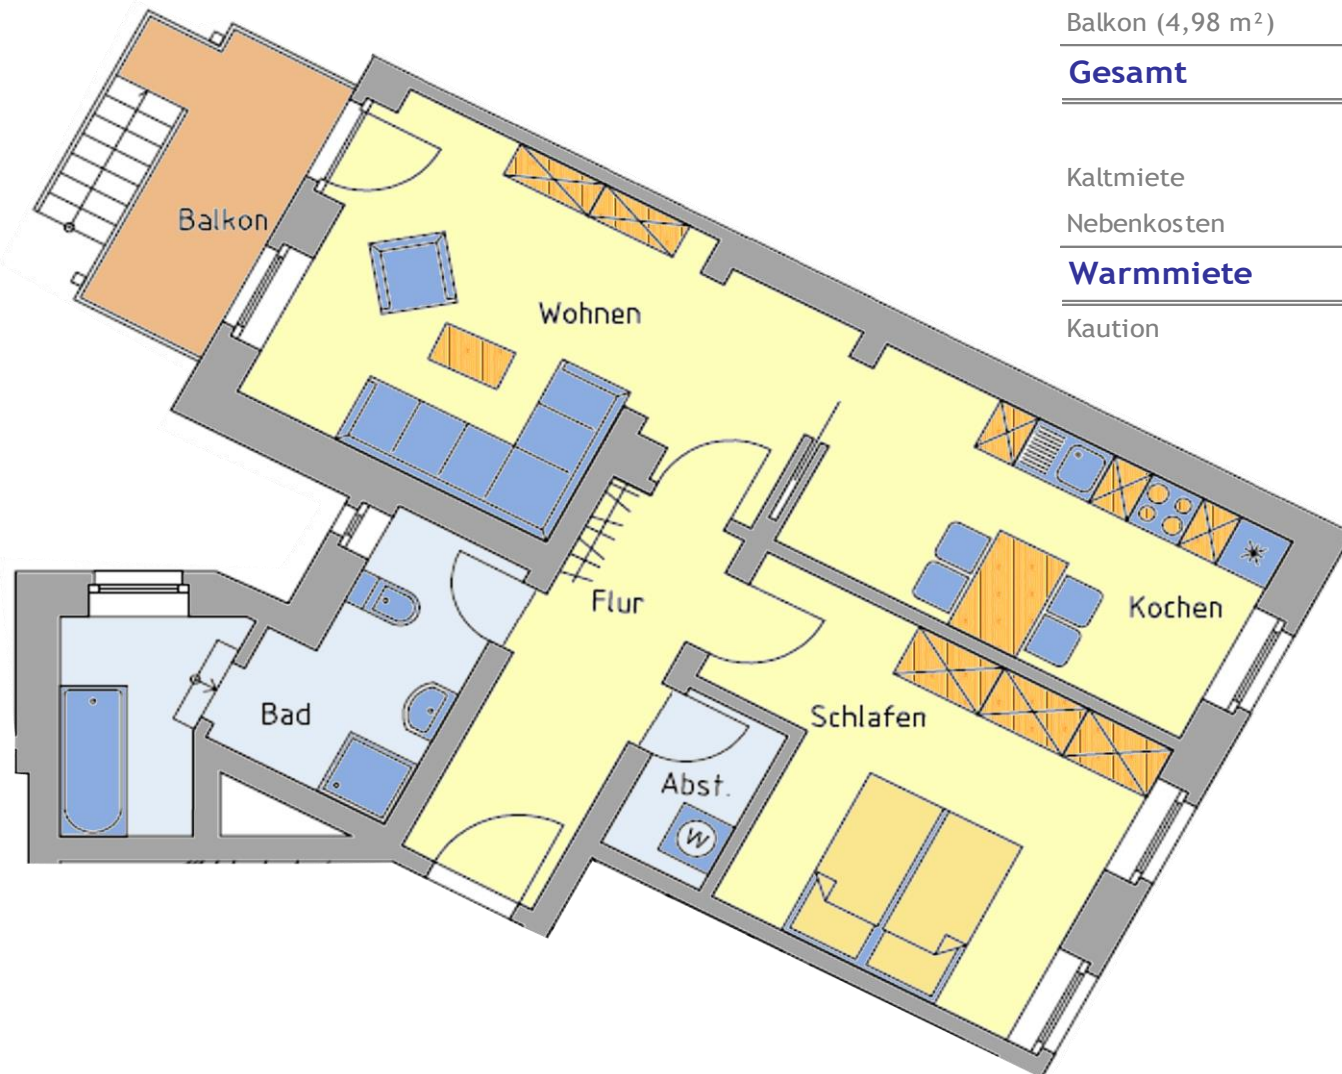 Balkon (4,98 m²)
Gesamt
Kaltmiete
Nebenkosten
Warmmiete
Kaution
Balkon
Wohnen
Flur
Kochen
Bad
Schlafen
Abst.
W